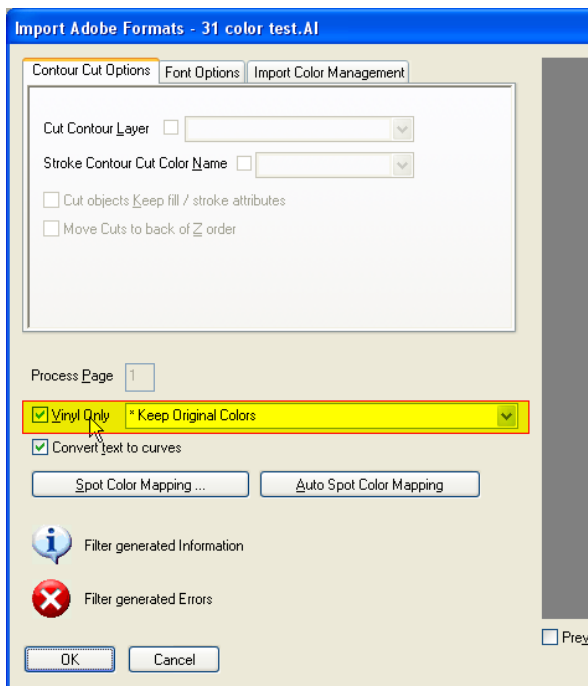 Import Adobe Formats - 31 color test.AI
Contour Cut Options Font Options Import Color Management
Cut Contour Layer
Stroke Contour Cut Color Name
Cut objects Keep fill / stroke attributes
Move Cuts to back of Z order
Process Page 1
Vinyl Only * Keep Original Colors
Convert text to curves
Spot Color Mapping ... Auto Spot Color Mapping
Filter generated Information
Filter generated Errors
Prev
OK Cancel